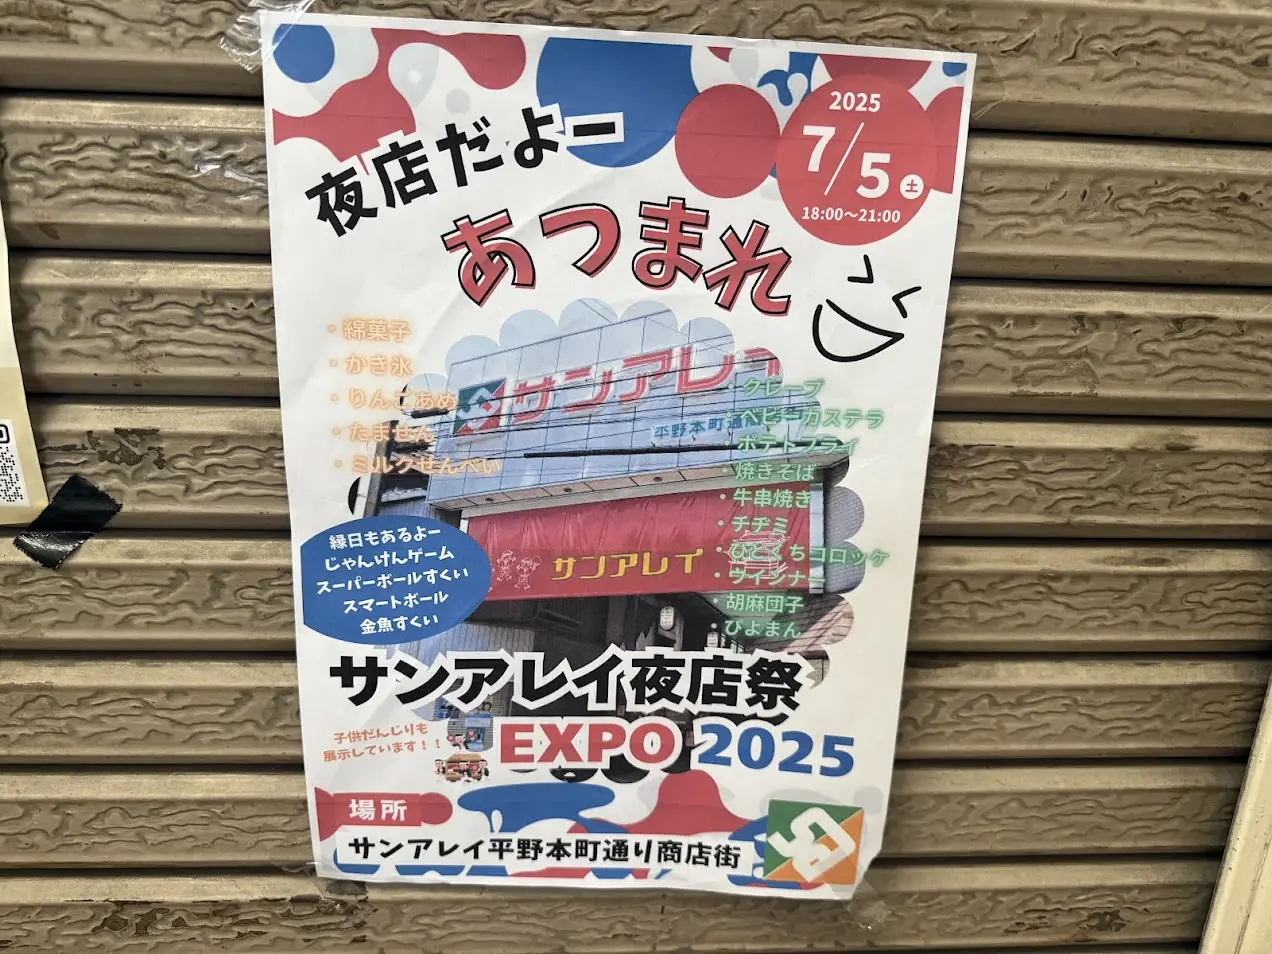 夜店だよー
あつまれ
2025
7/5 土
18:00〜21:00
・綿菓子
・かき氷
・りんごあめ
・たません
・ミルクせんべい
サンアレイ
平野本町通
・クレープ
・ベビーカステラ
・ポテトフライ
・焼きそば
・牛串焼き
・チヂミ
・ひとくちコロッケ
・ウインナー
・胡麻団子
・ぴよまん
サンアレイ
縁日もあるよー
じゃんけんゲーム
スーパーボールすくい
スマートボール
金魚すくい
サンアレイ夜店祭
EXPO 2025
子供だんじりも
展示しています！！
場所
サンアレイ平野本町通り商店街